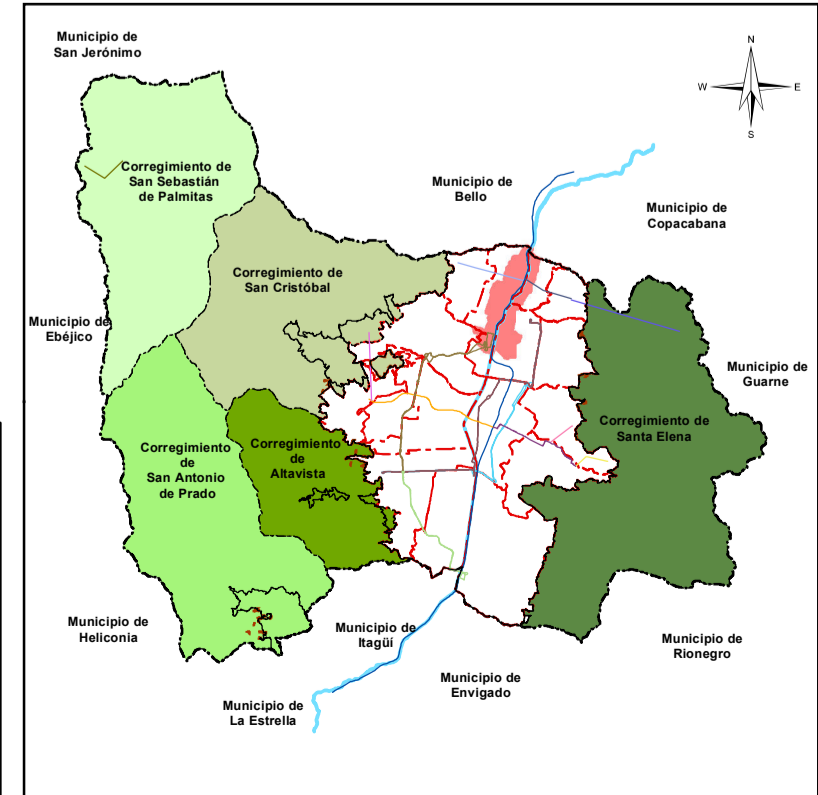 Municipio de
San Jerónimo
N
W
E
S
Corregimiento de
San Sebastián
de Palmitas
Municipio de
Bello
Municipio de
Copacabana
Corregimiento de
San Cristóbal
Municipio de
Ebéjico
Municipio de
Guarne
Corregimiento de
Santa Elena
Corregimiento
de
San Antonio
de Prado
Corregimiento
de
Altavista
Municipio de
Heliconia
Municipio de
Itagüí
Municipio de
Rionegro
Municipio de
Envigado
Municipio de
La Estrella